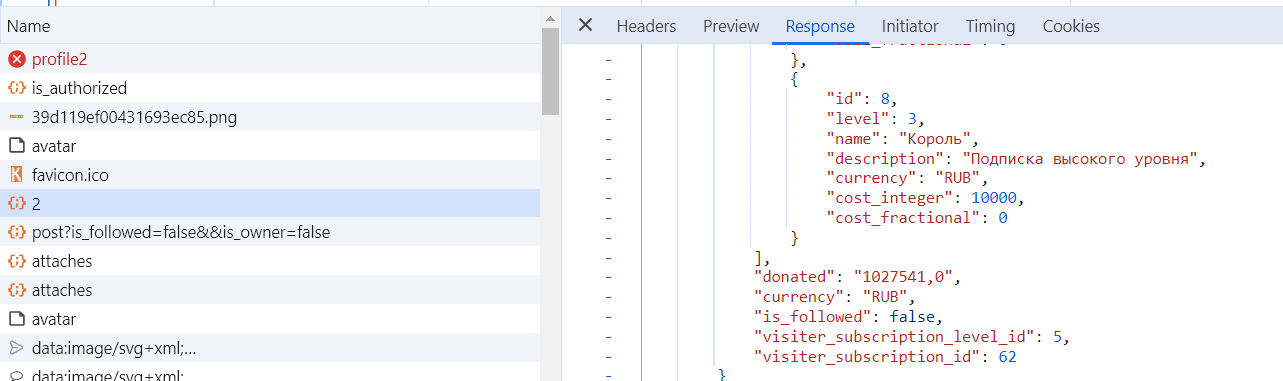 Name
profile2
is_authorized
39d119ef00431693ec85.png
avatar
favicon.ico
2
post?is_followed=false&&is_owner=false
attaches
attaches
avatar
data:image/svg+xml;...
data:image/svg+xml;
Headers Preview Response Initiator Timing Cookies
},
{
"id": 8,
"level": 3,
"name": "Король",
"description": "Подписка высокого уровня",
"currency": "RUB",
"cost_integer": 10000,
"cost_fractional": 0
}
],
"donated": "1027541,0",
"currency": "RUB",
"is_followed": false,
"visiter_subscription_level_id": 5,
"visiter_subscription_id": 62
}